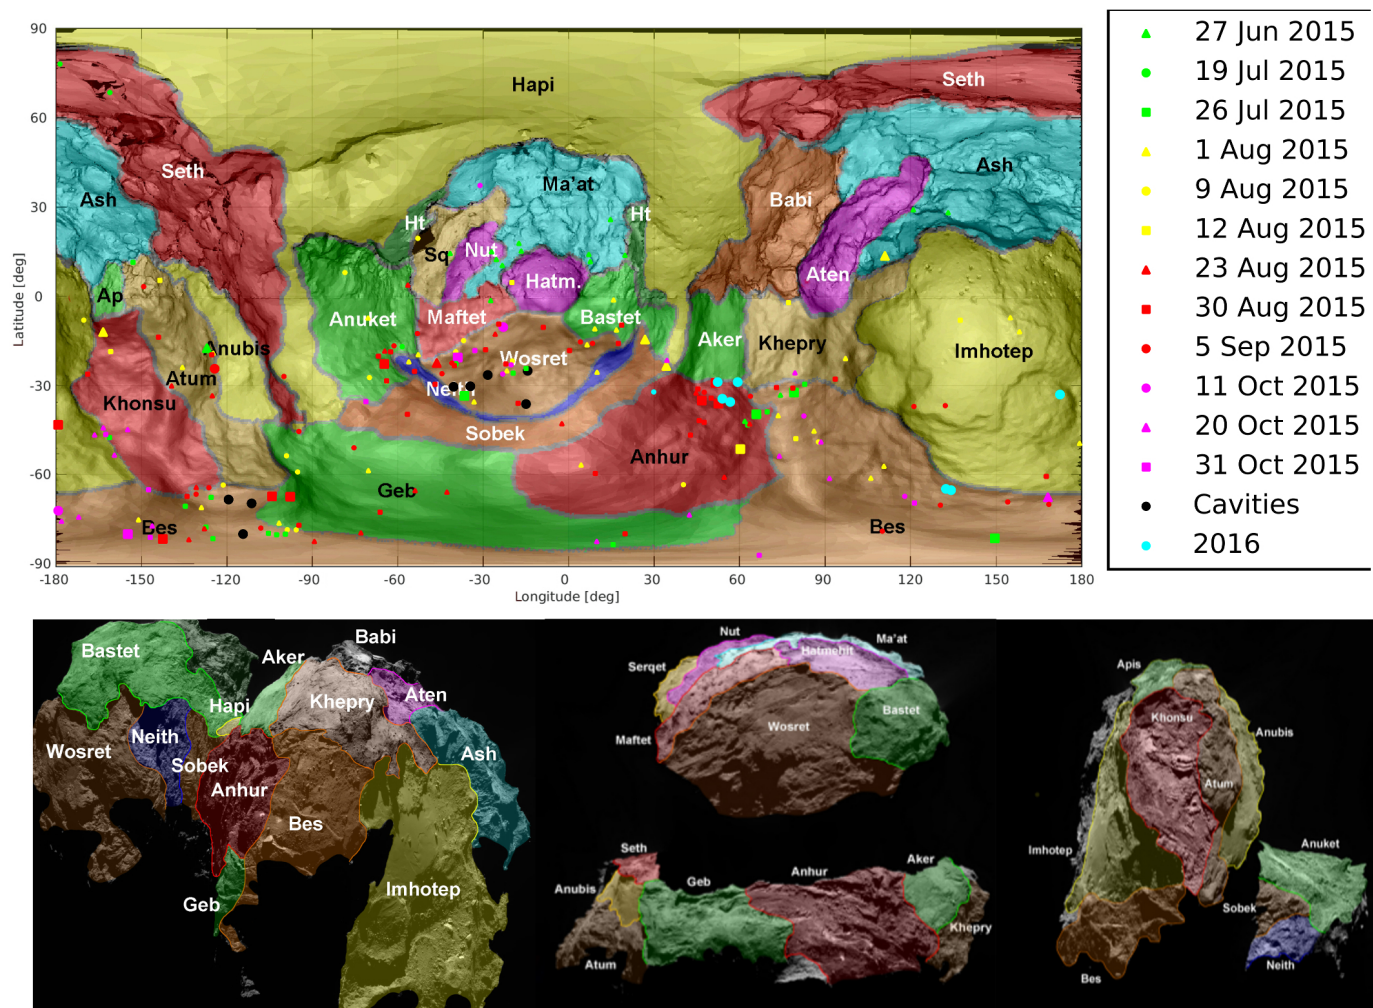 90
60
30
0
-30
-60
-90
Latitude [deg]
Hapi
Seth
Seth
Ash
Ash
Ma'at
Babi
Ht
Ht
Sq
Nut
Aten
Hatm.
Ap
Anuket
Maftet
Bastet
Aker
Khepry
Imhotep
Anubis
Wosret
Atum
Neith
Khonsu
Sobek
Anhur
Geb
Bes
Bes
-180
-150
-120
-90
-60
-30
0
30
60
90
120
150
180
Longitude [deg]
27 Jun 2015
19 Jul 2015
26 Jul 2015
1 Aug 2015
9 Aug 2015
12 Aug 2015
23 Aug 2015
30 Aug 2015
5 Sep 2015
11 Oct 2015
20 Oct 2015
31 Oct 2015
Cavities
2016
Bastet
Babi
Aker
Khepry
Aten
Hapi
Neith
Wosret
Sobek
Ash
Anhur
Bes
Imhotep
Geb
Nut
Ma'at
Hatmehit
Serqet
Bastet
Wosret
Maftet
Seth
Anubis
Geb
Anhur
Aker
Khepry
Atum
Apis
Khonsu
Anubis
Atum
Imhotep
Anuket
Sobek
Neith
Bes